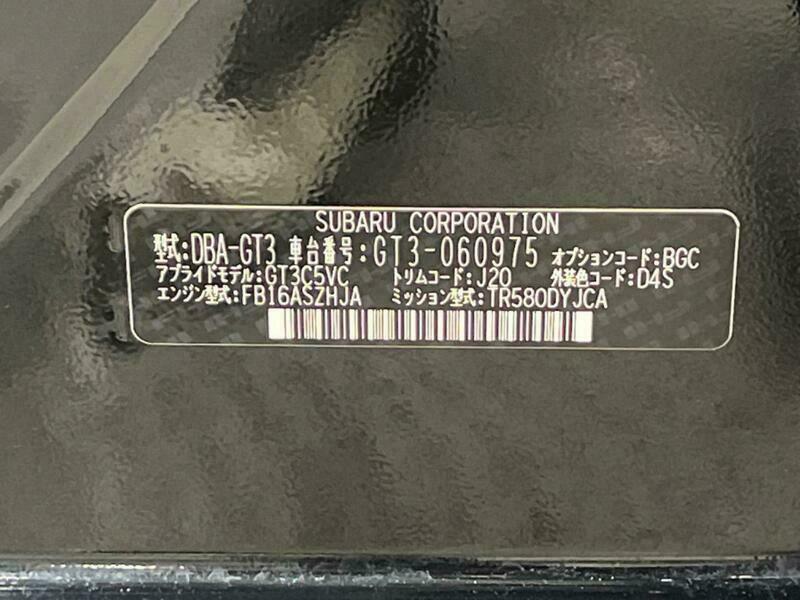 SUBARU CORPORATION
型式:DBA-GT3 車台番号:GT3-060975 オプションコード:BGC
アプライドモデル:GT3C5VC トリムコード:J20 外装色コード:D4S
エンジン型式:FB16ASZHJA ミッション型式:TR580DYJCA